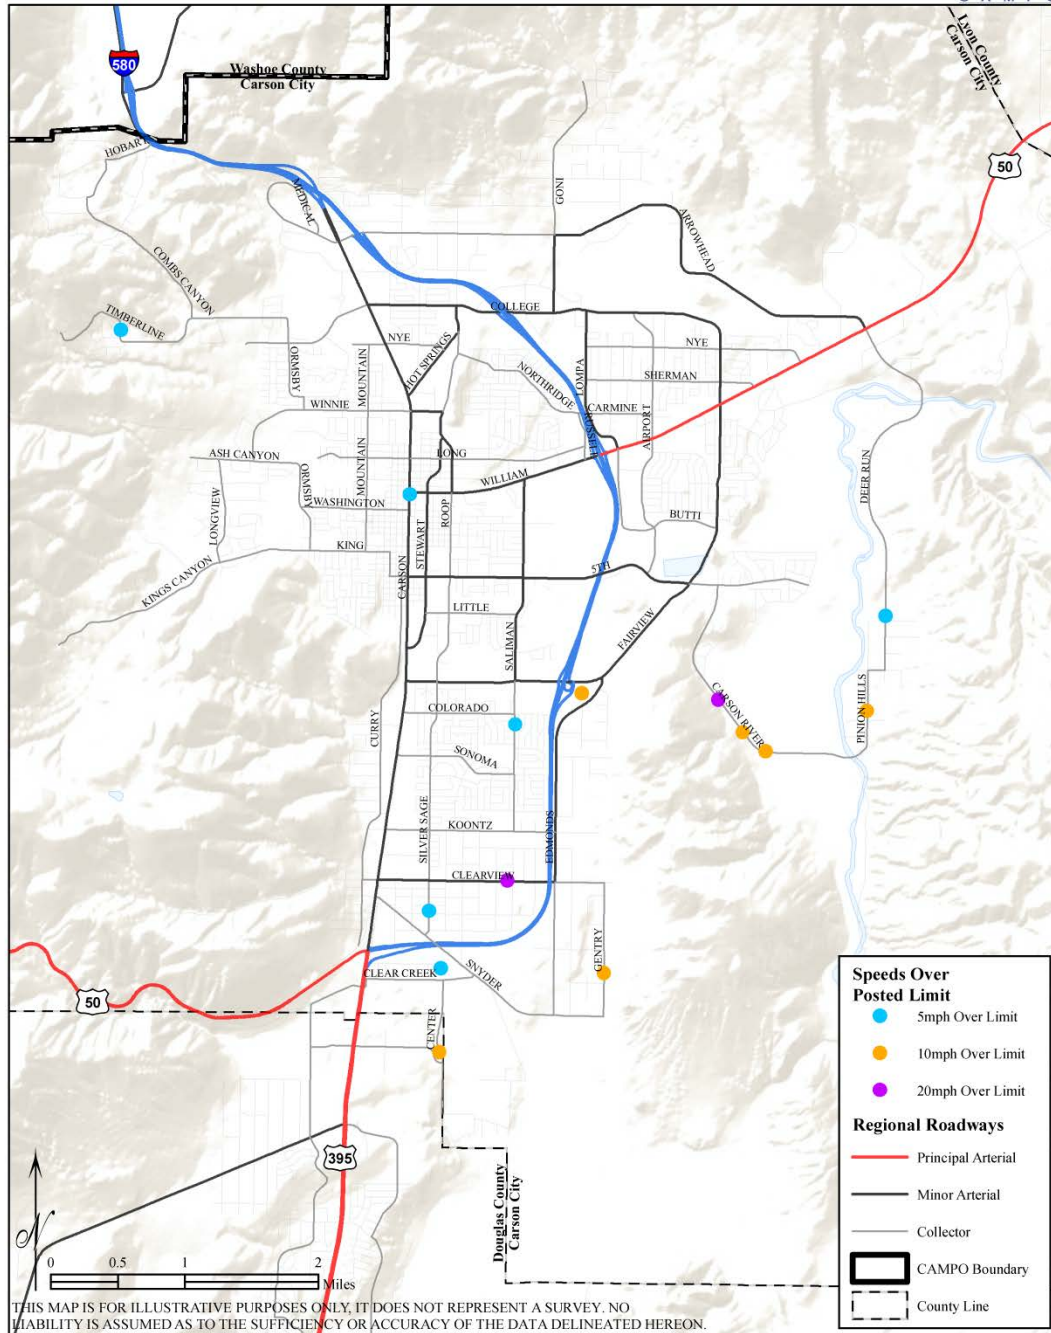 580
Washoe County
Carson City
Lyon County
Carson City
HOBART
50
MEDICAL
GONI
ARROWHEAD
COMBS CANYON
TIMBERLINE
COLLEGE
NYE
NYE
HOT SPRINGS
ORMSBY
MOUNTAIN
LOMPA
NORTHRIDGE
SHERMAN
WINNIE
CARMINE
RUSSELL
AIRPORT
ASH CANYON
LONG
MOUNTAIN
WILLIAM
DEER RUN
ORMSBY
LONGVIEW
WASHINGTON
STEWART
ROOP
BUTTI
KING
KINGS CANYON
CARSON
5TH
LITTLE
SALIMAN
FAIRVIEW
COLORADO
CURRY
CARSON RIVER
PINION HILLS
SONOMA
SILVER SAGE
KOONTZ
EDMONDS
CLEARVIEW
GENTRY
SNYDER
CLEAR CREEK
50
CENTER
Speeds Over
Posted Limit
5mph Over Limit
10mph Over Limit
20mph Over Limit
Regional Roadways
Principal Arterial
Minor Arterial
Collector
CAMPO Boundary
County Line
395
Douglas County
Carson City
N
0 0.5 1 2
Miles
THIS MAP IS FOR ILLUSTRATIVE PURPOSES ONLY, IT DOES NOT REPRESENT A SURVEY. NO
LIABILITY IS ASSUMED AS TO THE SUFFICIENCY OR ACCURACY OF THE DATA DELINEATED HEREON.